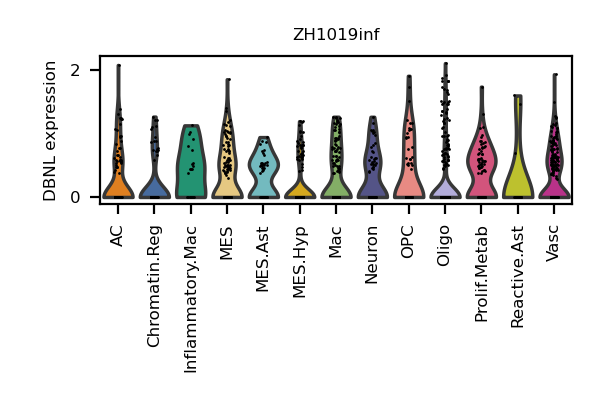 ZH1019inf
DBNL expression
2
0
AC
Chromatin.Reg
Inflammatory.Mac
MES
MES.Ast
MES.Hyp
Mac
Neuron
OPC
Oligo
Prolif.Metab
Reactive.Ast
Vasc